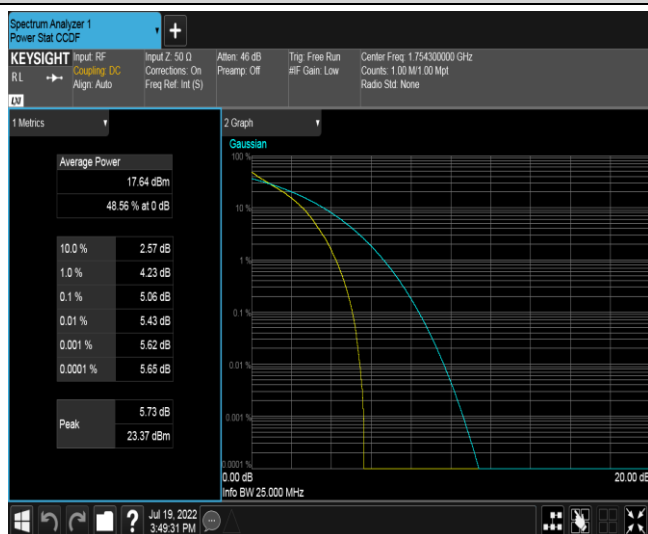 Spectrum Analyzer 1
Power Stat CCDF
+
KEYSIGHT
RL
LXI
Input: RF
Coupling: DC
Align: Auto
Input Z: 50 Ω
Corrections: On
Freq Ref: Int (S)
Atten: 46 dB
Preamp: Off
Trig: Free Run
#IF Gain: Low
Center Freq: 1.754300000 GHz
Counts: 1.00 M/1.00 Mpt
Radio Std: None
1 Metrics
Average Power
17.64 dBm
48.56 % at 0 dB
10.0 % 2.57 dB
1.0 % 4.23 dB
0.1 % 5.06 dB
0.01 % 5.43 dB
0.001 % 5.62 dB
0.0001 % 5.65 dB
Peak
5.73 dB
23.37 dBm
2 Graph
Gaussian
100 %
10 %
1 %
0.1 %
0.01 %
0.001 %
0.0001 %
0.00 dB
20.00 dB
Info BW 25.000 MHz
?
Jul 19, 2022
3:49:31 PM